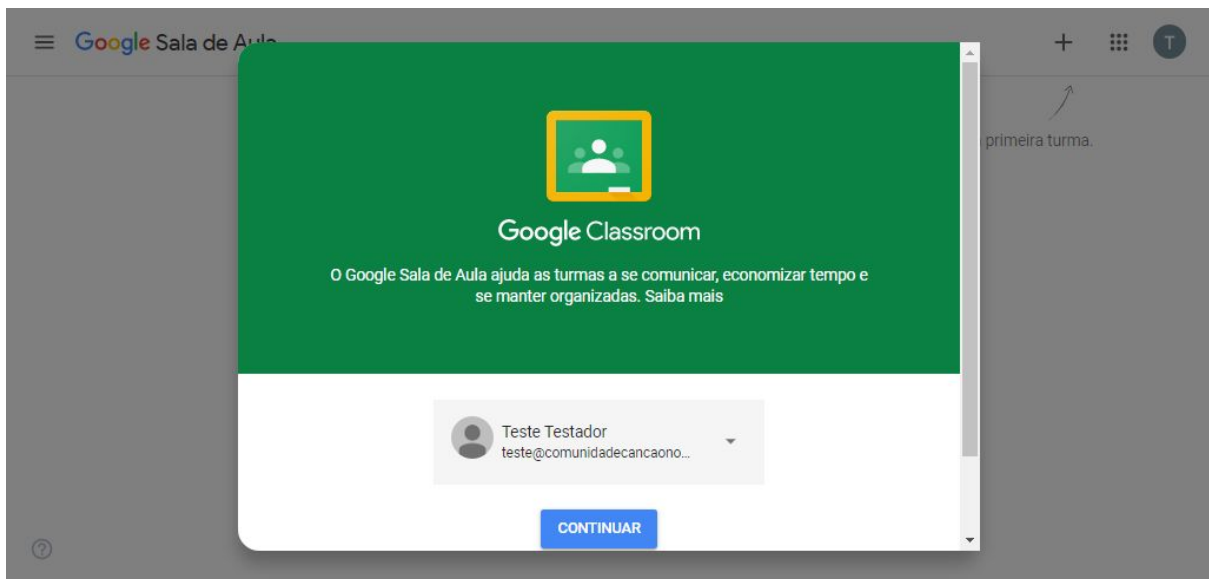 Google Sala de Aula
T
primeira turma.
Google Classroom
O Google Sala de Aula ajuda as turmas a se comunicar, economizar tempo e
se manter organizadas. Saiba mais
Teste Testador
teste@comunidadecancaono...
CONTINUAR